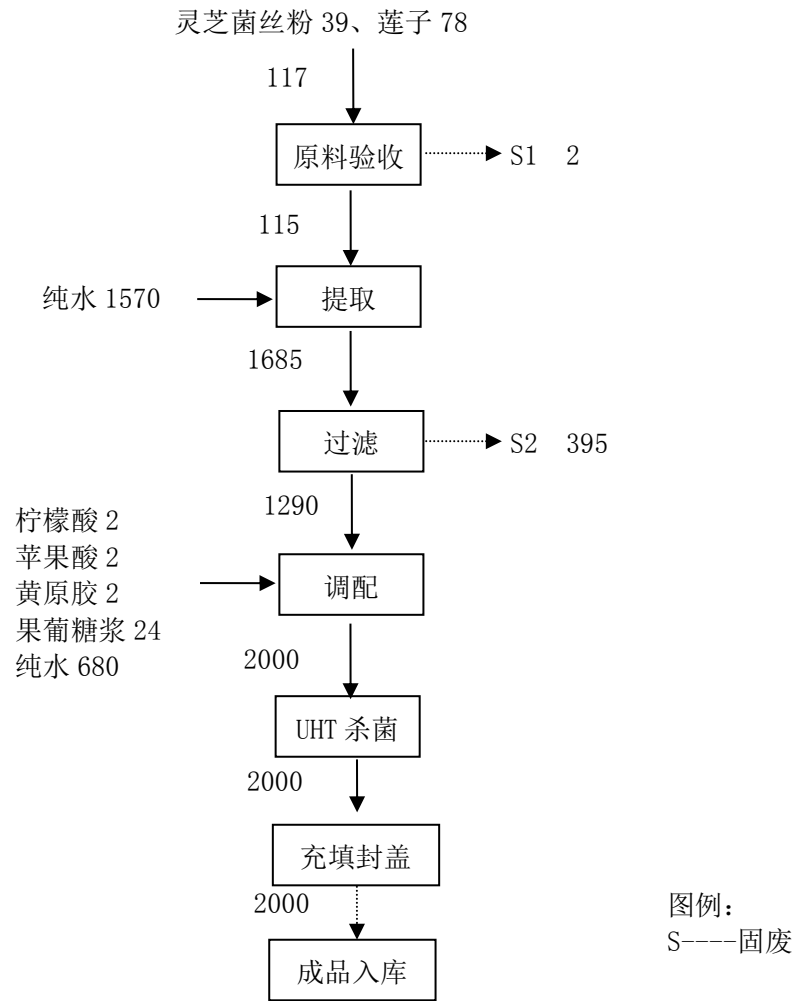 灵芝菌丝粉 39、莲子 78
117
原料验收
S1 2
115
纯水 1570
提取
1685
过滤
S2 395
1290
柠檬酸 2
苹果酸 2
黄原胶 2
果葡糖浆 24
纯水 680
调配
2000
UHT 杀菌
2000
充填封盖
2000
成品入库
图例：
S----固废